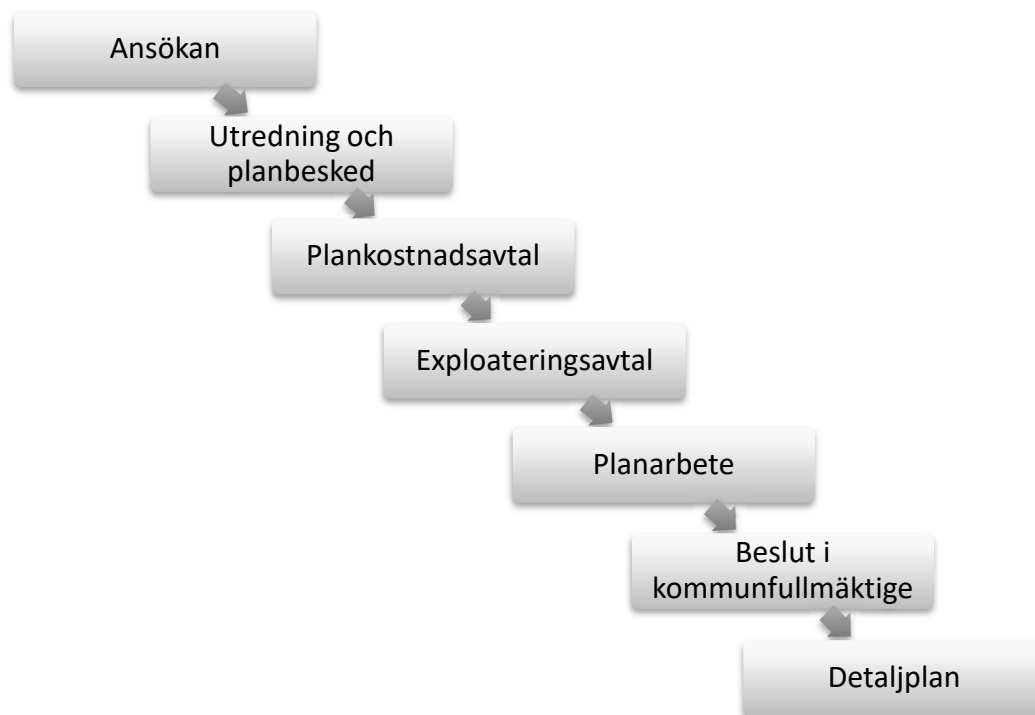 Ansökan
Utredning och
planbesked
Plankostnadsavtal
Exploateringsavtal
Planarbete
Beslut i
kommunfullmäktige
Detaljplan